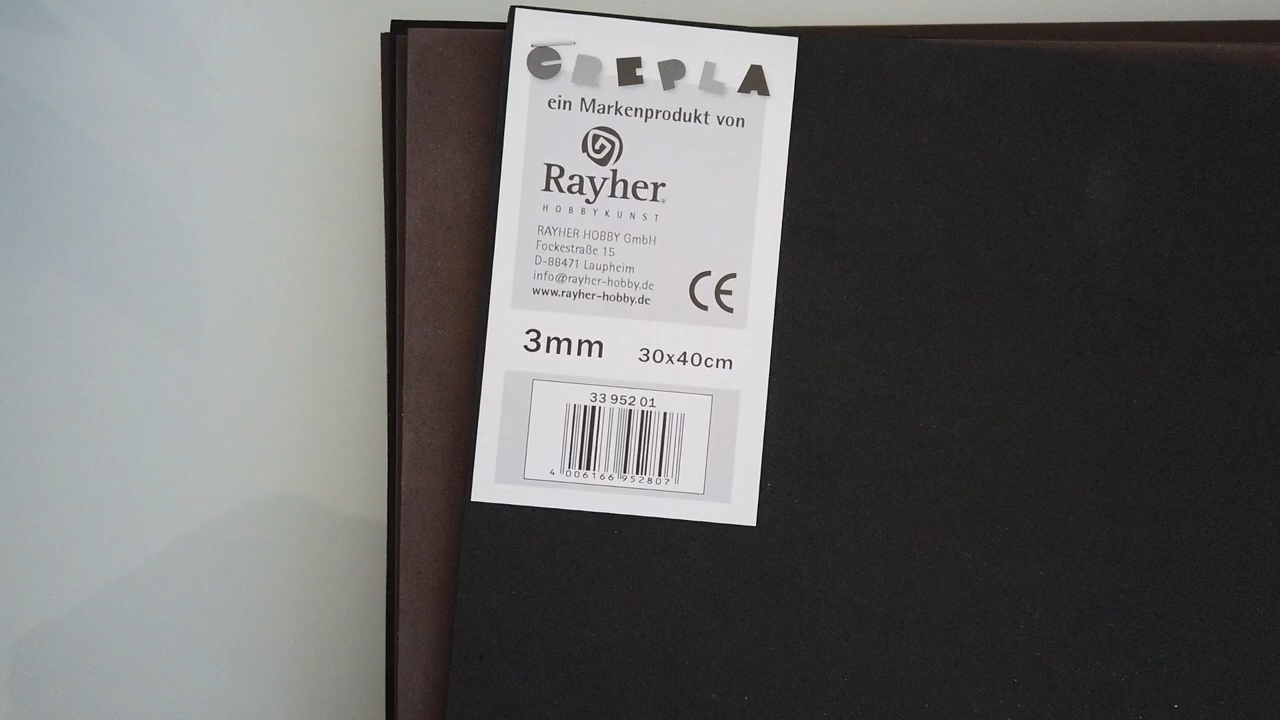 CREPLA
ein Markenprodukt von
Rayher®
HOBBYKUNST
RAYHER HOBBY GmbH
Fockestraße 15
D-88471 Laupheim
info@rayher-hobby.de
www.rayher-hobby.de
CE
3mm 30x40cm
33 952 01
4 006166 952807